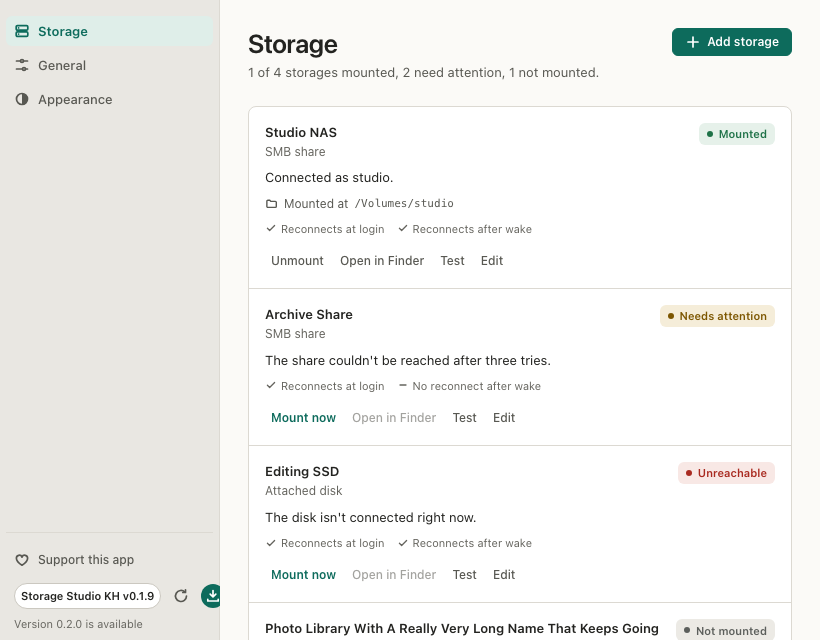 Storage
General
Appearance
Support this app
Storage Studio KH v0.1.9
Version 0.2.0 is available
Storage
Add storage
1 of 4 storages mounted, 2 need attention, 1 not mounted.
Studio NAS
Mounted
SMB share
Connected as studio.
Mounted at /Volumes/studio
Reconnects at login Reconnects after wake
Unmount Open in Finder Test Edit
Archive Share
Needs attention
SMB share
The share couldn't be reached after three tries.
Reconnects at login No reconnect after wake
Mount now Open in Finder Test Edit
Editing SSD
Unreachable
Attached disk
The disk isn't connected right now.
Reconnects at login Reconnects after wake
Mount now Open in Finder Test Edit
Photo Library With A Really Very Long Name That Keeps Going
Not mounted